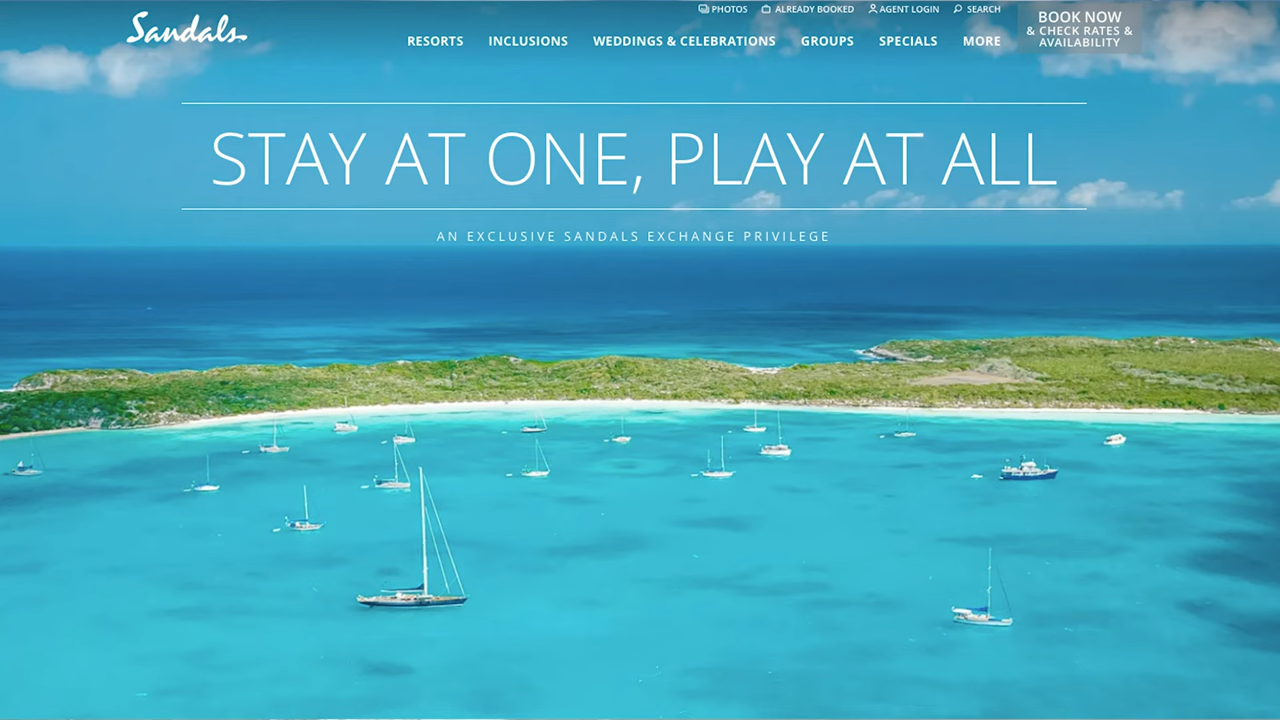 Sandals
PHOTOS ALREADY BOOKED AGENT LOGIN SEARCH
RESORTS INCLUSIONS WEDDINGS & CELEBRATIONS GROUPS SPECIALS MORE
BOOK NOW
& CHECK RATES &
AVAILABILITY
STAY AT ONE, PLAY AT ALL
AN EXCLUSIVE SANDALS EXCHANGE PRIVILEGE